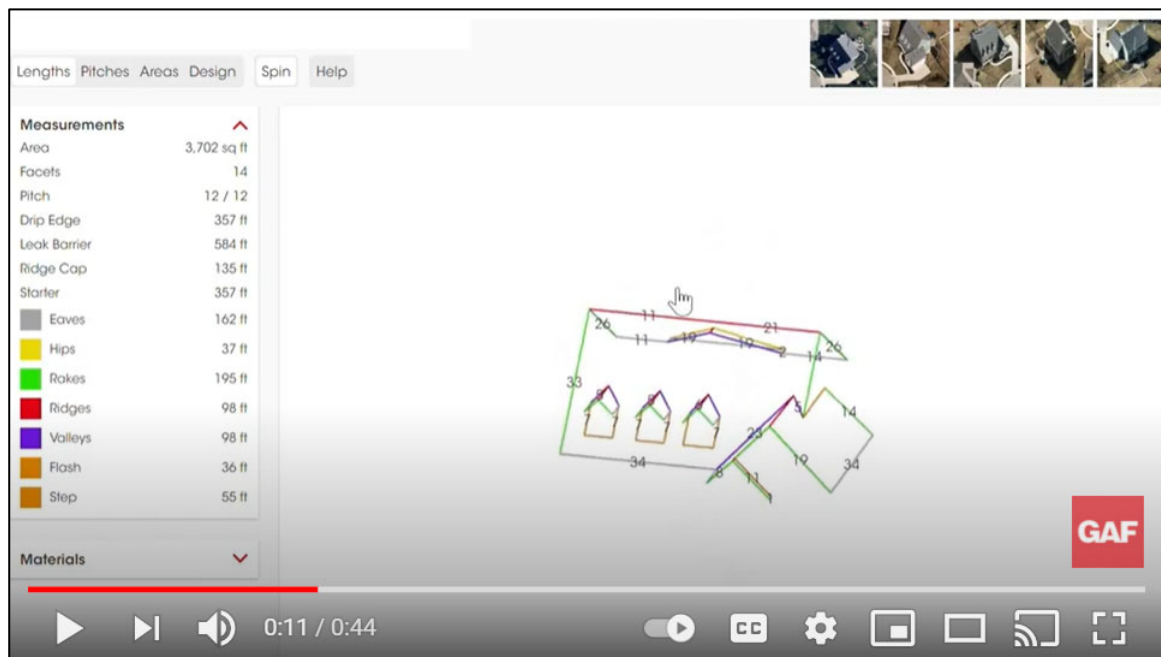 Lengths Pitches Areas Design Spin Help
Measurements
Area 3,702 sq ft
Facets 14
Pitch 12 / 12
Drip Edge 357 ft
Leak Barrier 584 ft
Ridge Cap 135 ft
Starter 357 ft
Eaves 162 ft
Hips 37 ft
Rakes 195 ft
Ridges 98 ft
Valleys 98 ft
Flash 36 ft
Step 55 ft
Materials
11
21
26
11
19
19
2
14
26
33
5
14
23
34
8
11
19
34
1
GAF
0:11 / 0:44
CC